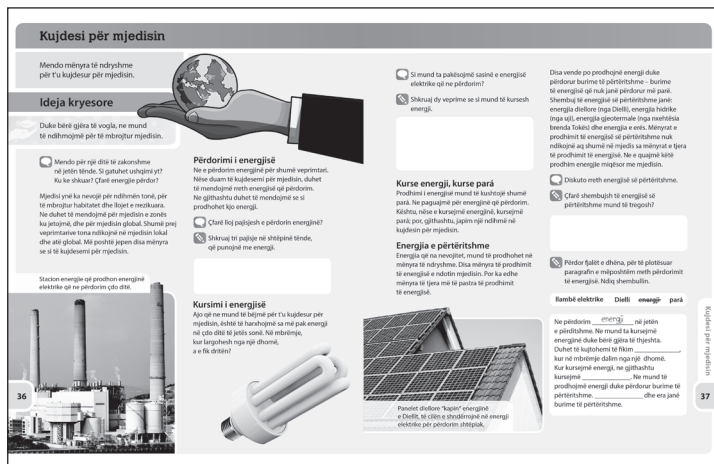 Kujdesi për mjedisin
Mendo mënyra të ndryshme
për t'u kujdesur për mjedisin.
Ideja kryesore
Duke bërë gjëra të vogla, ne mund
të ndihmojmë për të mbrojtur mjedisin.
Mendo për një ditë të zakonshme
në jetën tënde. Si gatuhet ushqimi yt?
Ku ke shkuar? Çfarë energjie përdor?
Mjedisi ynë ka nevojë për ndihmën tonë, për
të mbrojtur habitatet dhe llojet e rrezikuara.
Ne duhet të mendojmë për mjedisin e zonës
ku jetojmë, dhe për mjedisin global. Shumë prej
veprimtarive tona ndikojnë në mjedisin lokal
dhe atë global. Më poshtë jepen disa mënyra
se si të kujdesemi për mjedisin.
Stacion energjie që prodhon energjinë
elektrike që ne përdorim çdo ditë.
36
Përdorimi i energjisë
Ne e përdorim energjinë për shumë veprimtari.
Nëse duam të kujdesemi për mjedisin, duhet
të mendojmë rreth energjisë që përdorim.
Ne gjithashtu duhet të mendojmë se si
prodhohet kjo energji.
Çfarë lloj pajisjesh e përdorin energjinë?
Shkruaj tri pajisje në shtëpinë tënde,
që punojnë me energji.
Kursimi i energjisë
Ajo që ne mund të bëjmë për t'u kujdesur për
mjedisin, është të harxhojmë sa më pak energji
në çdo ditë të jetës sonë. Në mbrëmje,
kur largohesh nga një dhomë,
a e fik dritën?
Si mund ta pakësojmë sasinë e energjisë
elektrike që ne përdorim?
Shkruaj dy veprime se si mund të kursesh
energji.
Kurse energji, kurse pará
Prodhimi i energjisë mund të kushtojë shumë
pará. Ne paguajmë për energjinë që përdorim.
Kështu, nëse e kursejmë energjinë, kursejmë
pará; por, gjithashtu, japim një ndihmë në
kujdesin për mjedisin.
Energjia e përtëritshme
Energjia që na nevojitet, mund të prodhohet në
mënyra të ndryshme. Disa mënyra të prodhimit
të energjisë e ndotin mjedisin. Por ka edhe
mënyra të tjera më të pastra të prodhimit
të energjisë.
Panelet diellore "kapin" energjinë
e Diellit, të cilën e shndërrojnë në energji
elektrike për përdorim shtëpiak.
Disa vende po prodhojnë energji duke
përdorur burime të përtëritshme – burime
të energjisë që nuk janë përdorur më parë.
Shembuj të energjisë së përtëritshme janë:
energjia diellore (nga Dielli), energjia hidrike
(nga uji), energjia gjeotermale (nga nxehtësia
brenda Tokës) dhe energjia e erës. Mënyrat e
prodhimit të energjisë së përtëritshme nuk
ndikojnë aq shumë në mjedis sa mënyrat e tjera
të prodhimit të energjisë. Ne e quajmë këtë
prodhim energjie miqësor me mjedisin.
Diskuto rreth energjisë së përtëritshme.
Çfarë shembujsh të energjisë së
përtëritshme mund të tregosh?
Përdor fjalët e dhëna, për të plotësuar
paragrafin e mëposhtëm rreth përdorimit
të energjisë. Ndiq shembullin.
llambë elektrike Dielli energji pará
Ne përdorim energji në jetën
e përditshme. Ne mund ta kursejmë
energjinë duke bërë gjëra të thjeshta.
Duhet të kujtohemi të fikim ________,
kur në mbrëmje dalim nga një dhomë.
Kur kursejmë energji, ne gjithashtu
kursejmë ________. Ne mund të
prodhojmë energji duke përdorur burime të
përtëritshme. ________ dhe era janë
burime të përtëritshme.
Kujdesi për mjedisin
37